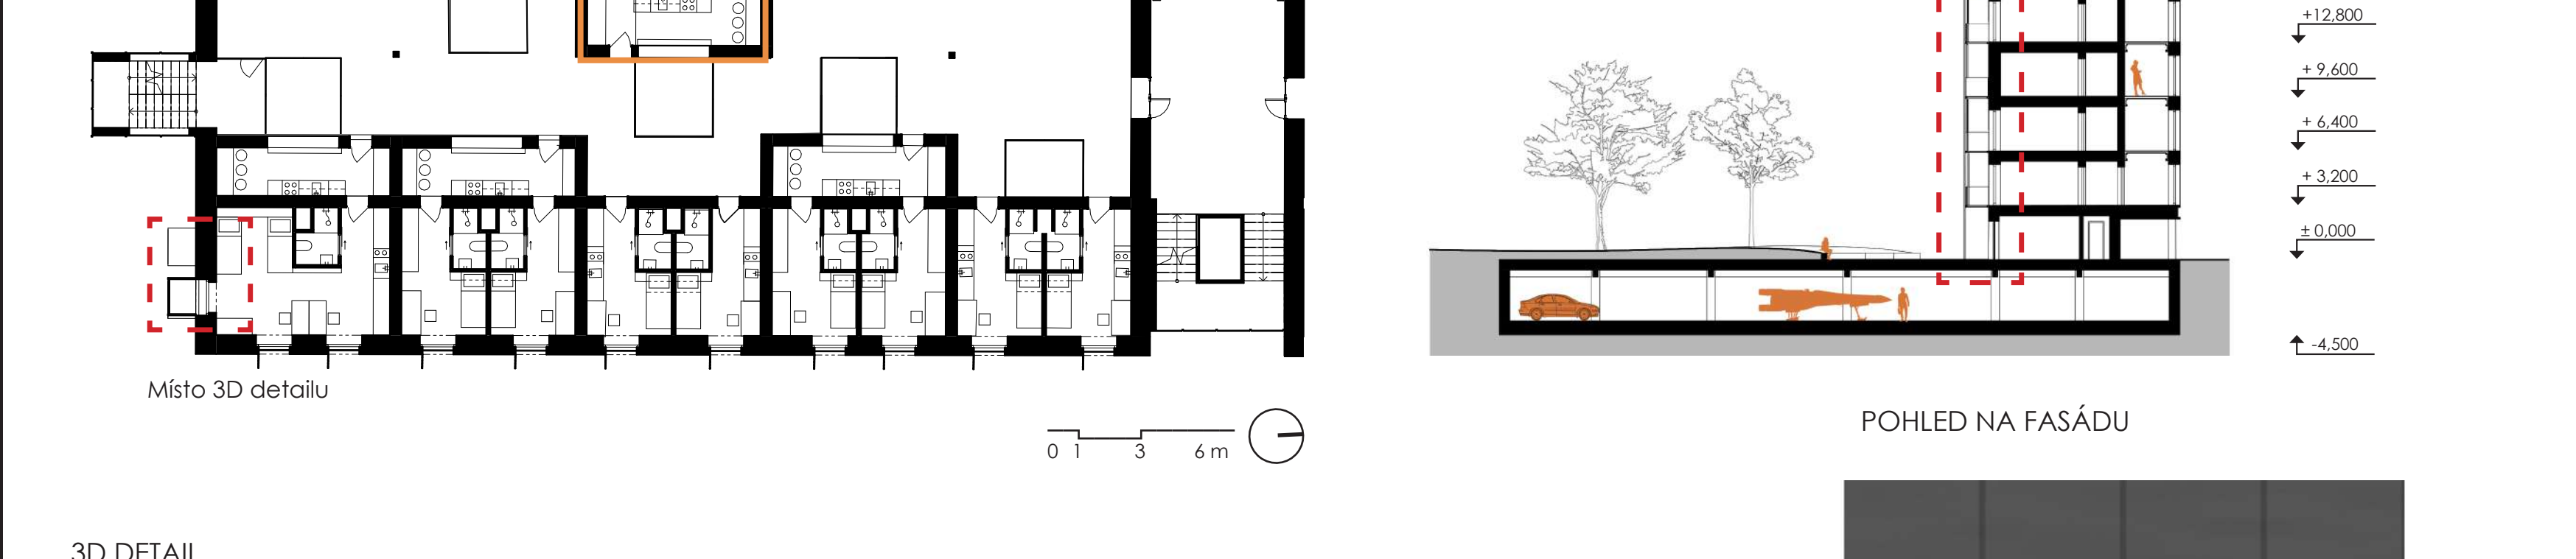 +12,800
+ 9,600
+ 6,400
+ 3,200
± 0,000
-4,500
Místo 3D detailu
0 1 3 6 m
POHLED NA FASÁDU
3D DETAIL